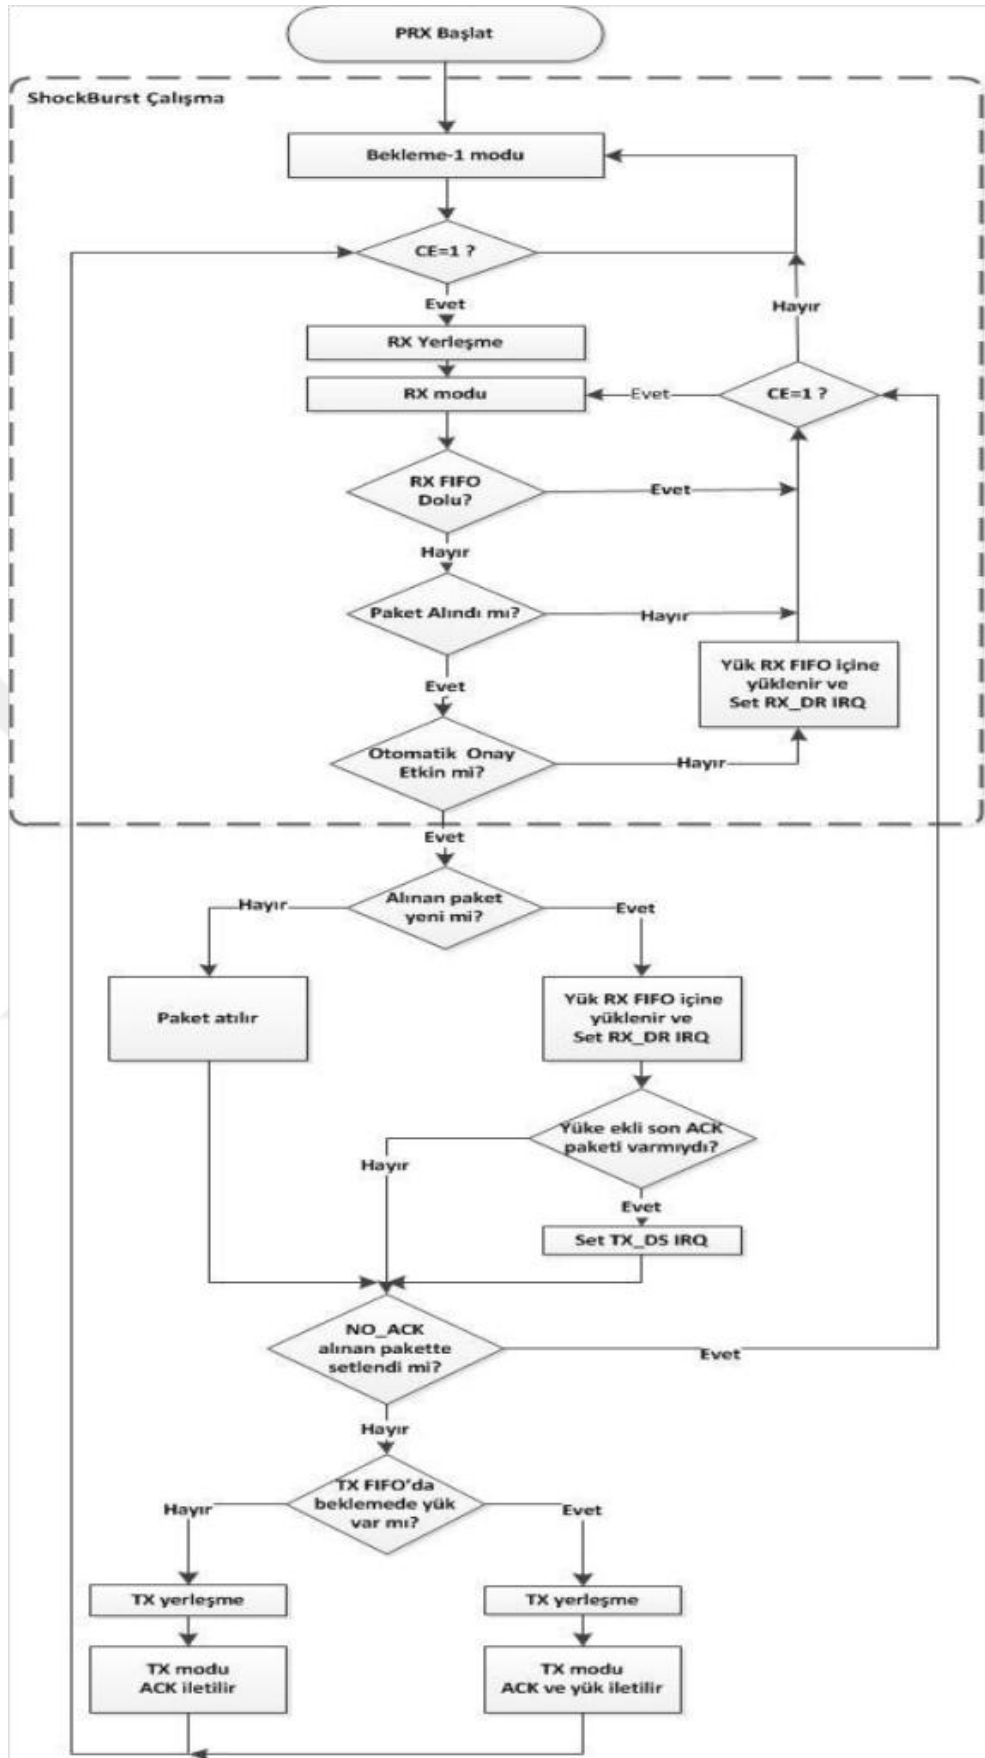 PRX Başlat
ShockBurst Çalışma
Bekleme-1 modu
CE=1 ?
Evet
Hayır
RX Yerleşme
RX modu
Evet
CE=1 ?
RX FIFO
Dolu?
Evet
Hayır
Paket Alındı mı?
Hayır
Evet
Yük RX FIFO içine
yüklenir ve
Set RX_DR IRQ
Otomatik Onay
Etkin mi?
Hayır
Evet
Alınan paket
yeni mi?
Hayır
Evet
Paket atılır
Yük RX FIFO içine
yüklenir ve
Set RX_DR IRQ
Yüke ekli son ACK
paketi varmıydı?
Hayır
Evet
Set TX_DS IRQ
NO_ACK
alınan pakette
setlendi mi?
Evet
Hayır
TX FIFO'da
beklemede yük
var mı?
Hayır
Evet
TX yerleşme
TX yerleşme
TX modu
ACK iletilir
TX modu
ACK ve yük iletilir